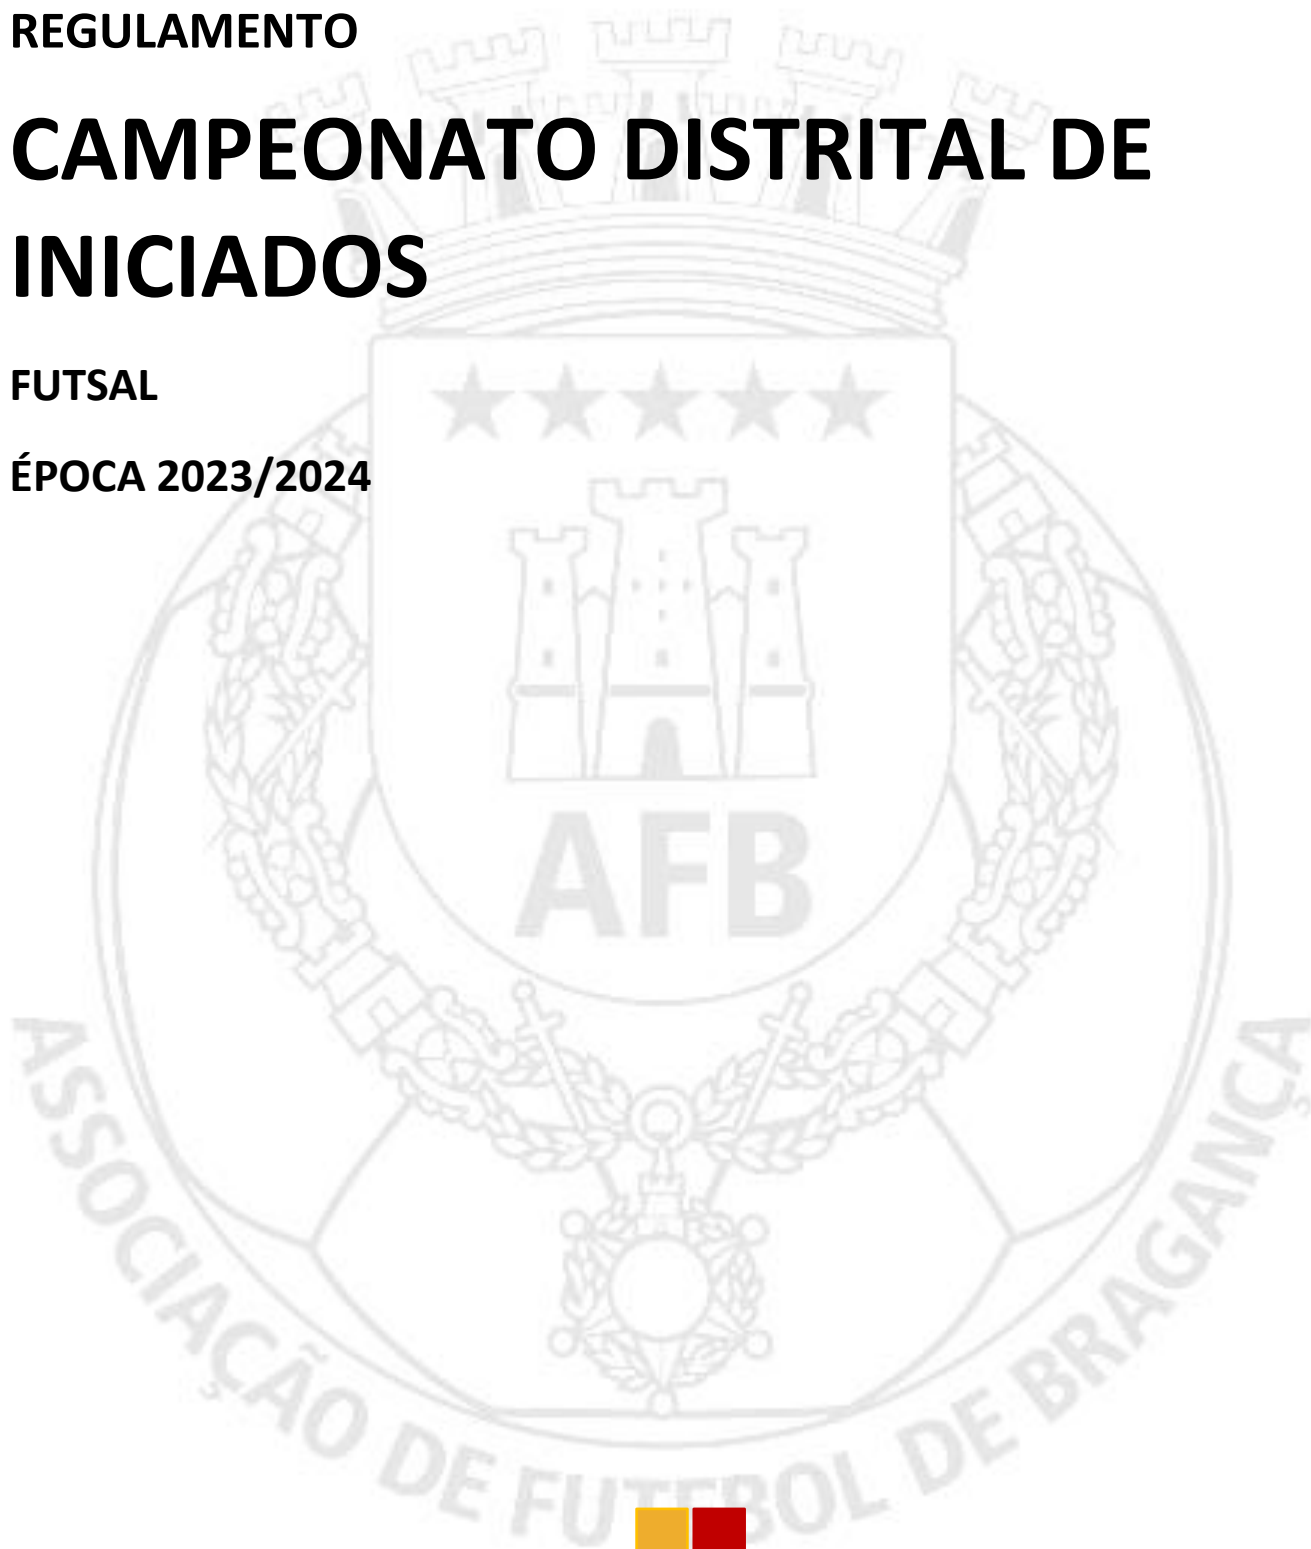 REGULAMENTO
CAMPEONATO DISTRITAL DE
INICIADOS
FUTSAL
ÉPOCA 2023/2024
AFB
ASSOCIAÇÃO DE FUTEBOL DE BRAGANÇA